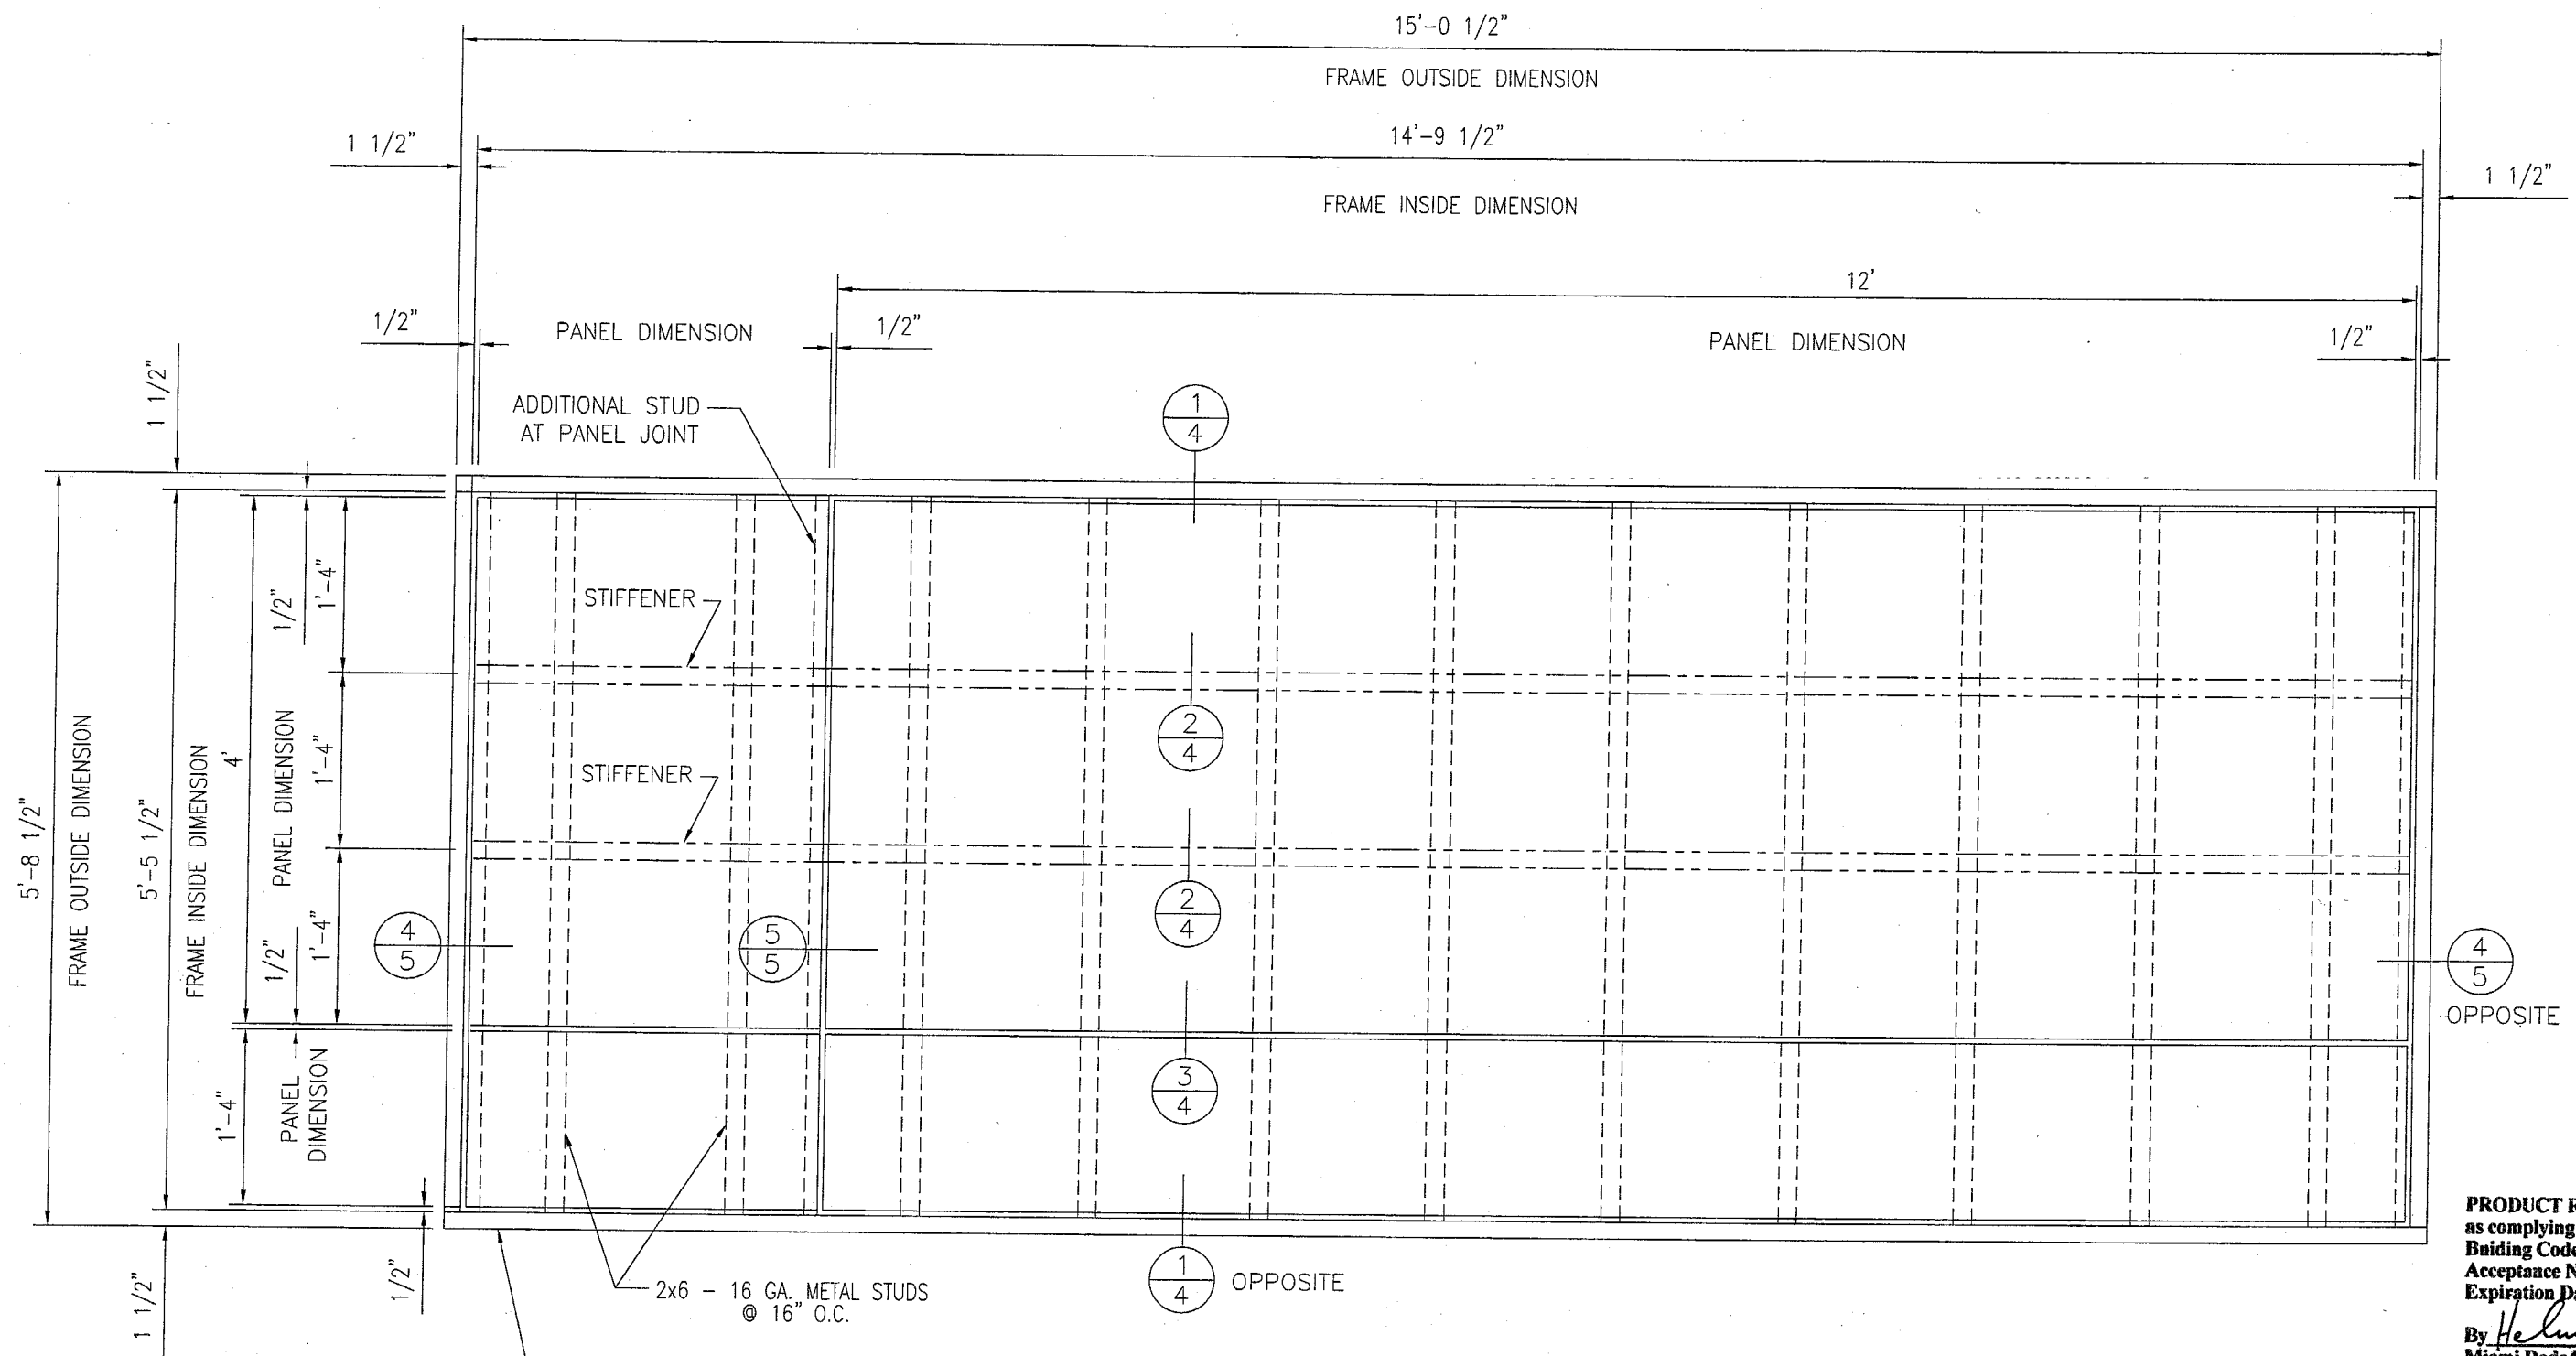 15'-0 1/2"
FRAME OUTSIDE DIMENSION
14'-9 1/2"
1 1/2"
1 1/2"
FRAME INSIDE DIMENSION
12'
1/2"
PANEL DIMENSION
1/2"
PANEL DIMENSION
1/2"
1 1/2"
ADDITIONAL STUD
AT PANEL JOINT
1
4
1/2"
1'-4"
STIFFENER
2
4
STIFFENER
5'-8 1/2"
FRAME OUTSIDE DIMENSION
5'-5 1/2"
FRAME INSIDE DIMENSION
4'
PANEL DIMENSION
1'-4"
2
4
4
5
5
5
1/2"
1'-4"
4
5
OPPOSITE
1'-4"
PANEL
DIMENSION
3
4
1 1/2"
1/2"
2x6 - 16 GA. METAL STUDS
@ 16" O.C.
1
4
OPPOSITE
PRODUCT
as complying
Buiding Code
Acceptance N
Expiration Da
By